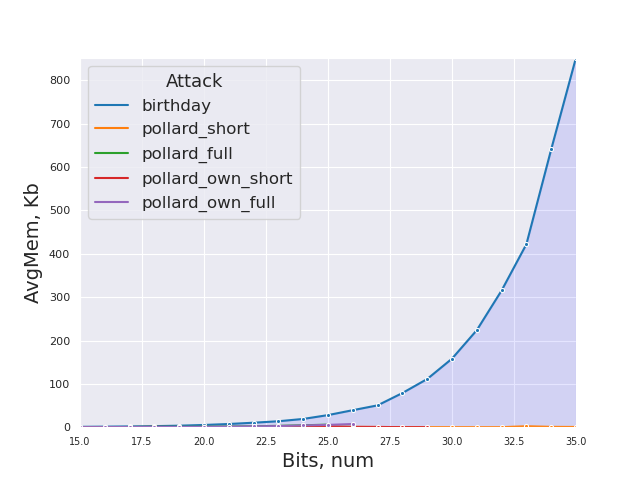 Attack
birthday
pollard_short
pollard_full
pollard_own_short
pollard_own_full
AvgMem, Kb
800
700
600
500
400
300
200
100
0
15.0 17.5 20.0 22.5 25.0 27.5 30.0 32.5 35.0
Bits, num